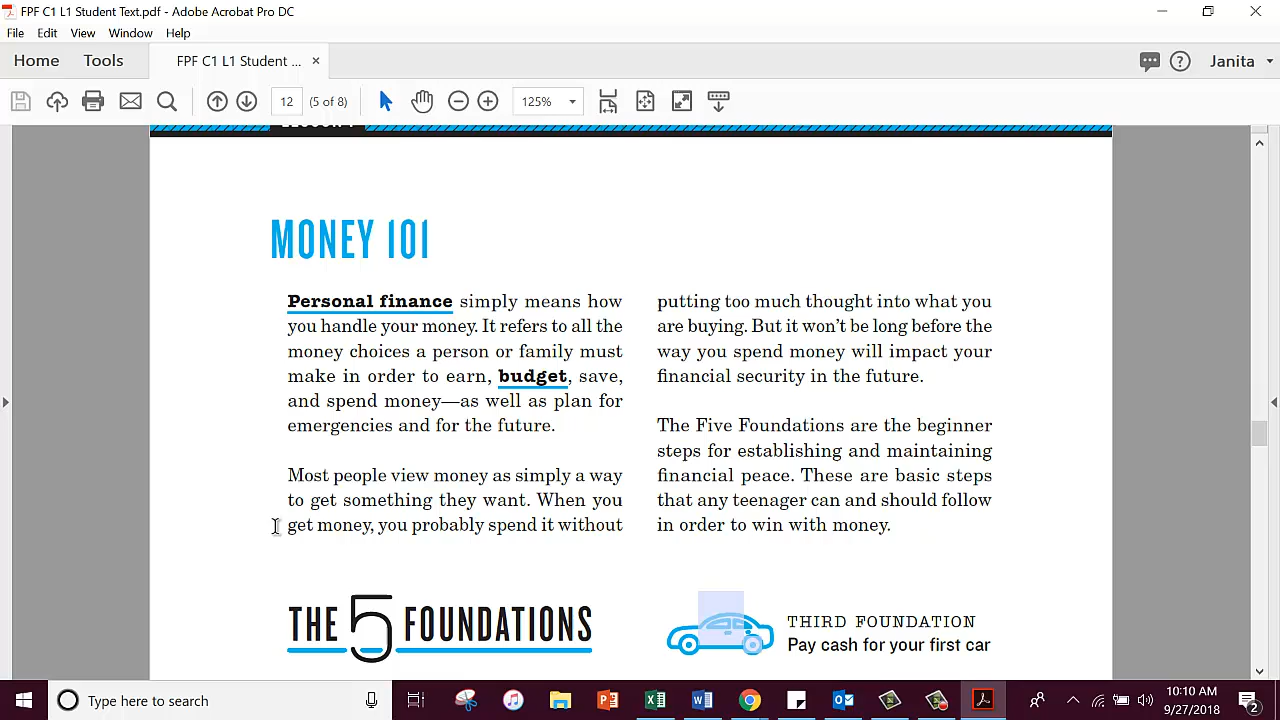 FPF C1 L1 Student Text.pdf - Adobe Acrobat Pro DC
File Edit View Window Help
Home Tools FPF C1 L1 Student ... × Janita
12 (5 of 8) 125%
MONEY 101
Personal finance simply means how
you handle your money. It refers to all the
money choices a person or family must
make in order to earn, budget, save,
and spend money—as well as plan for
emergencies and for the future.
Most people view money as simply a way
to get something they want. When you
get money, you probably spend it without
putting too much thought into what you
are buying. But it won't be long before the
way you spend money will impact your
financial security in the future.
The Five Foundations are the beginner
steps for establishing and maintaining
financial peace. These are basic steps
that any teenager can and should follow
in order to win with money.
THE 5 FOUNDATIONS
THIRD FOUNDATION
Pay cash for your first car
Type here to search
10:10 AM
9/27/2018
2